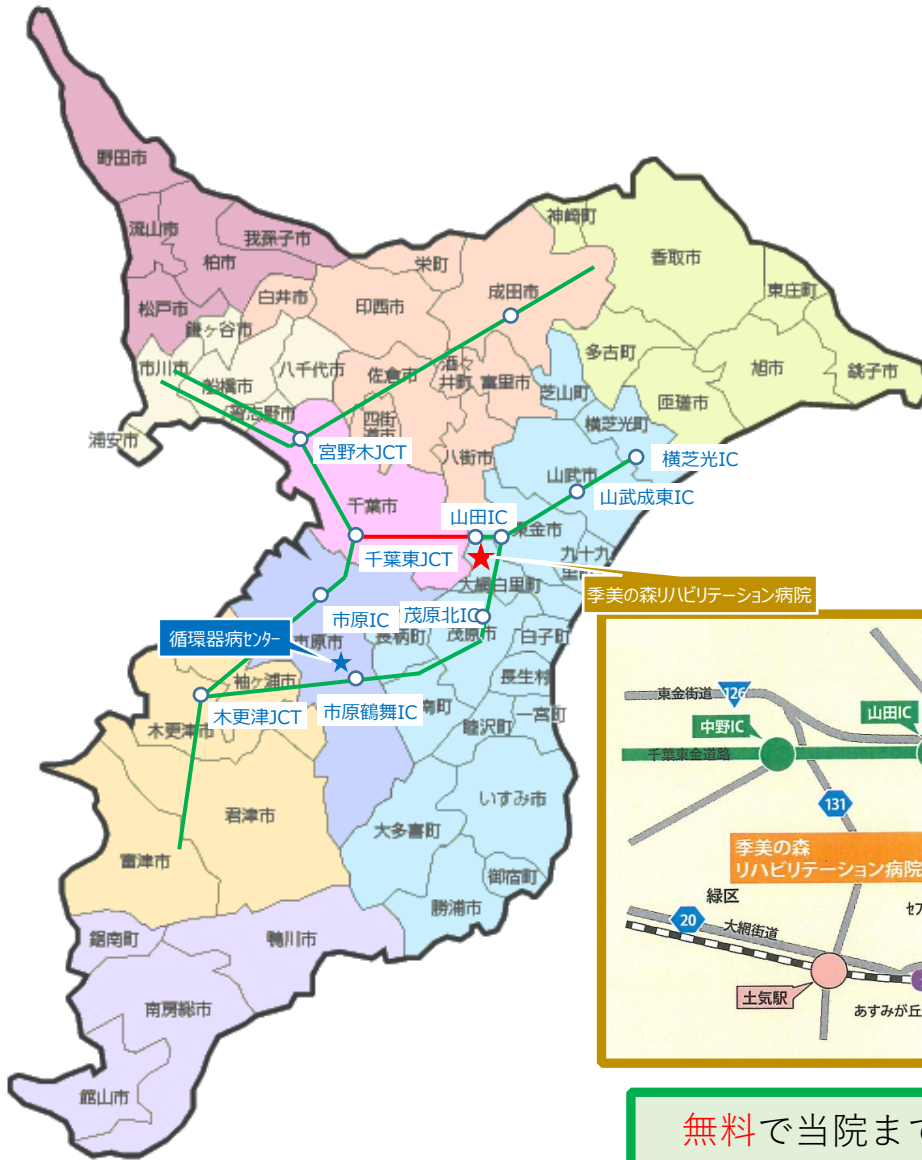 野田市
流山市
我孫子市
柏市
松戸市
鎌ヶ谷市
白井市
印西市
栄町
成田市
神崎町
香取市
東庄町
多古町
旭市
銚子市
匝瑳市
市川市
船橋市
八千代市
習志野市
浦安市
佐倉市
酒々
井町
富里市
四街
道市
八街市
芝山町
横芝光町
山武市
横芝光IC
山武成東IC
宮野木JCT
千葉市
山田IC
東金市
九十九
千葉東JCT
大綱白里町
季美の森リハビリテーション病院
市原IC
茂原北IC
循環器病センター
市原市
長柄町
茂原市
白子町
長生村
袖ヶ浦市
南町
一宮町
睦沢町
木更津JCT
市原鶴舞IC
木更津市
いすみ市
君津市
大多喜町
富津市
御宿町
勝浦市
鋸南町
鴨川市
南房総市
館山市
東金街道
126
中野IC
山田IC
千葉東金道路
131
季美の森
リハビリテーション病院
緑区
20
大網街道
土気駅
あすみが丘
無料で当院まで